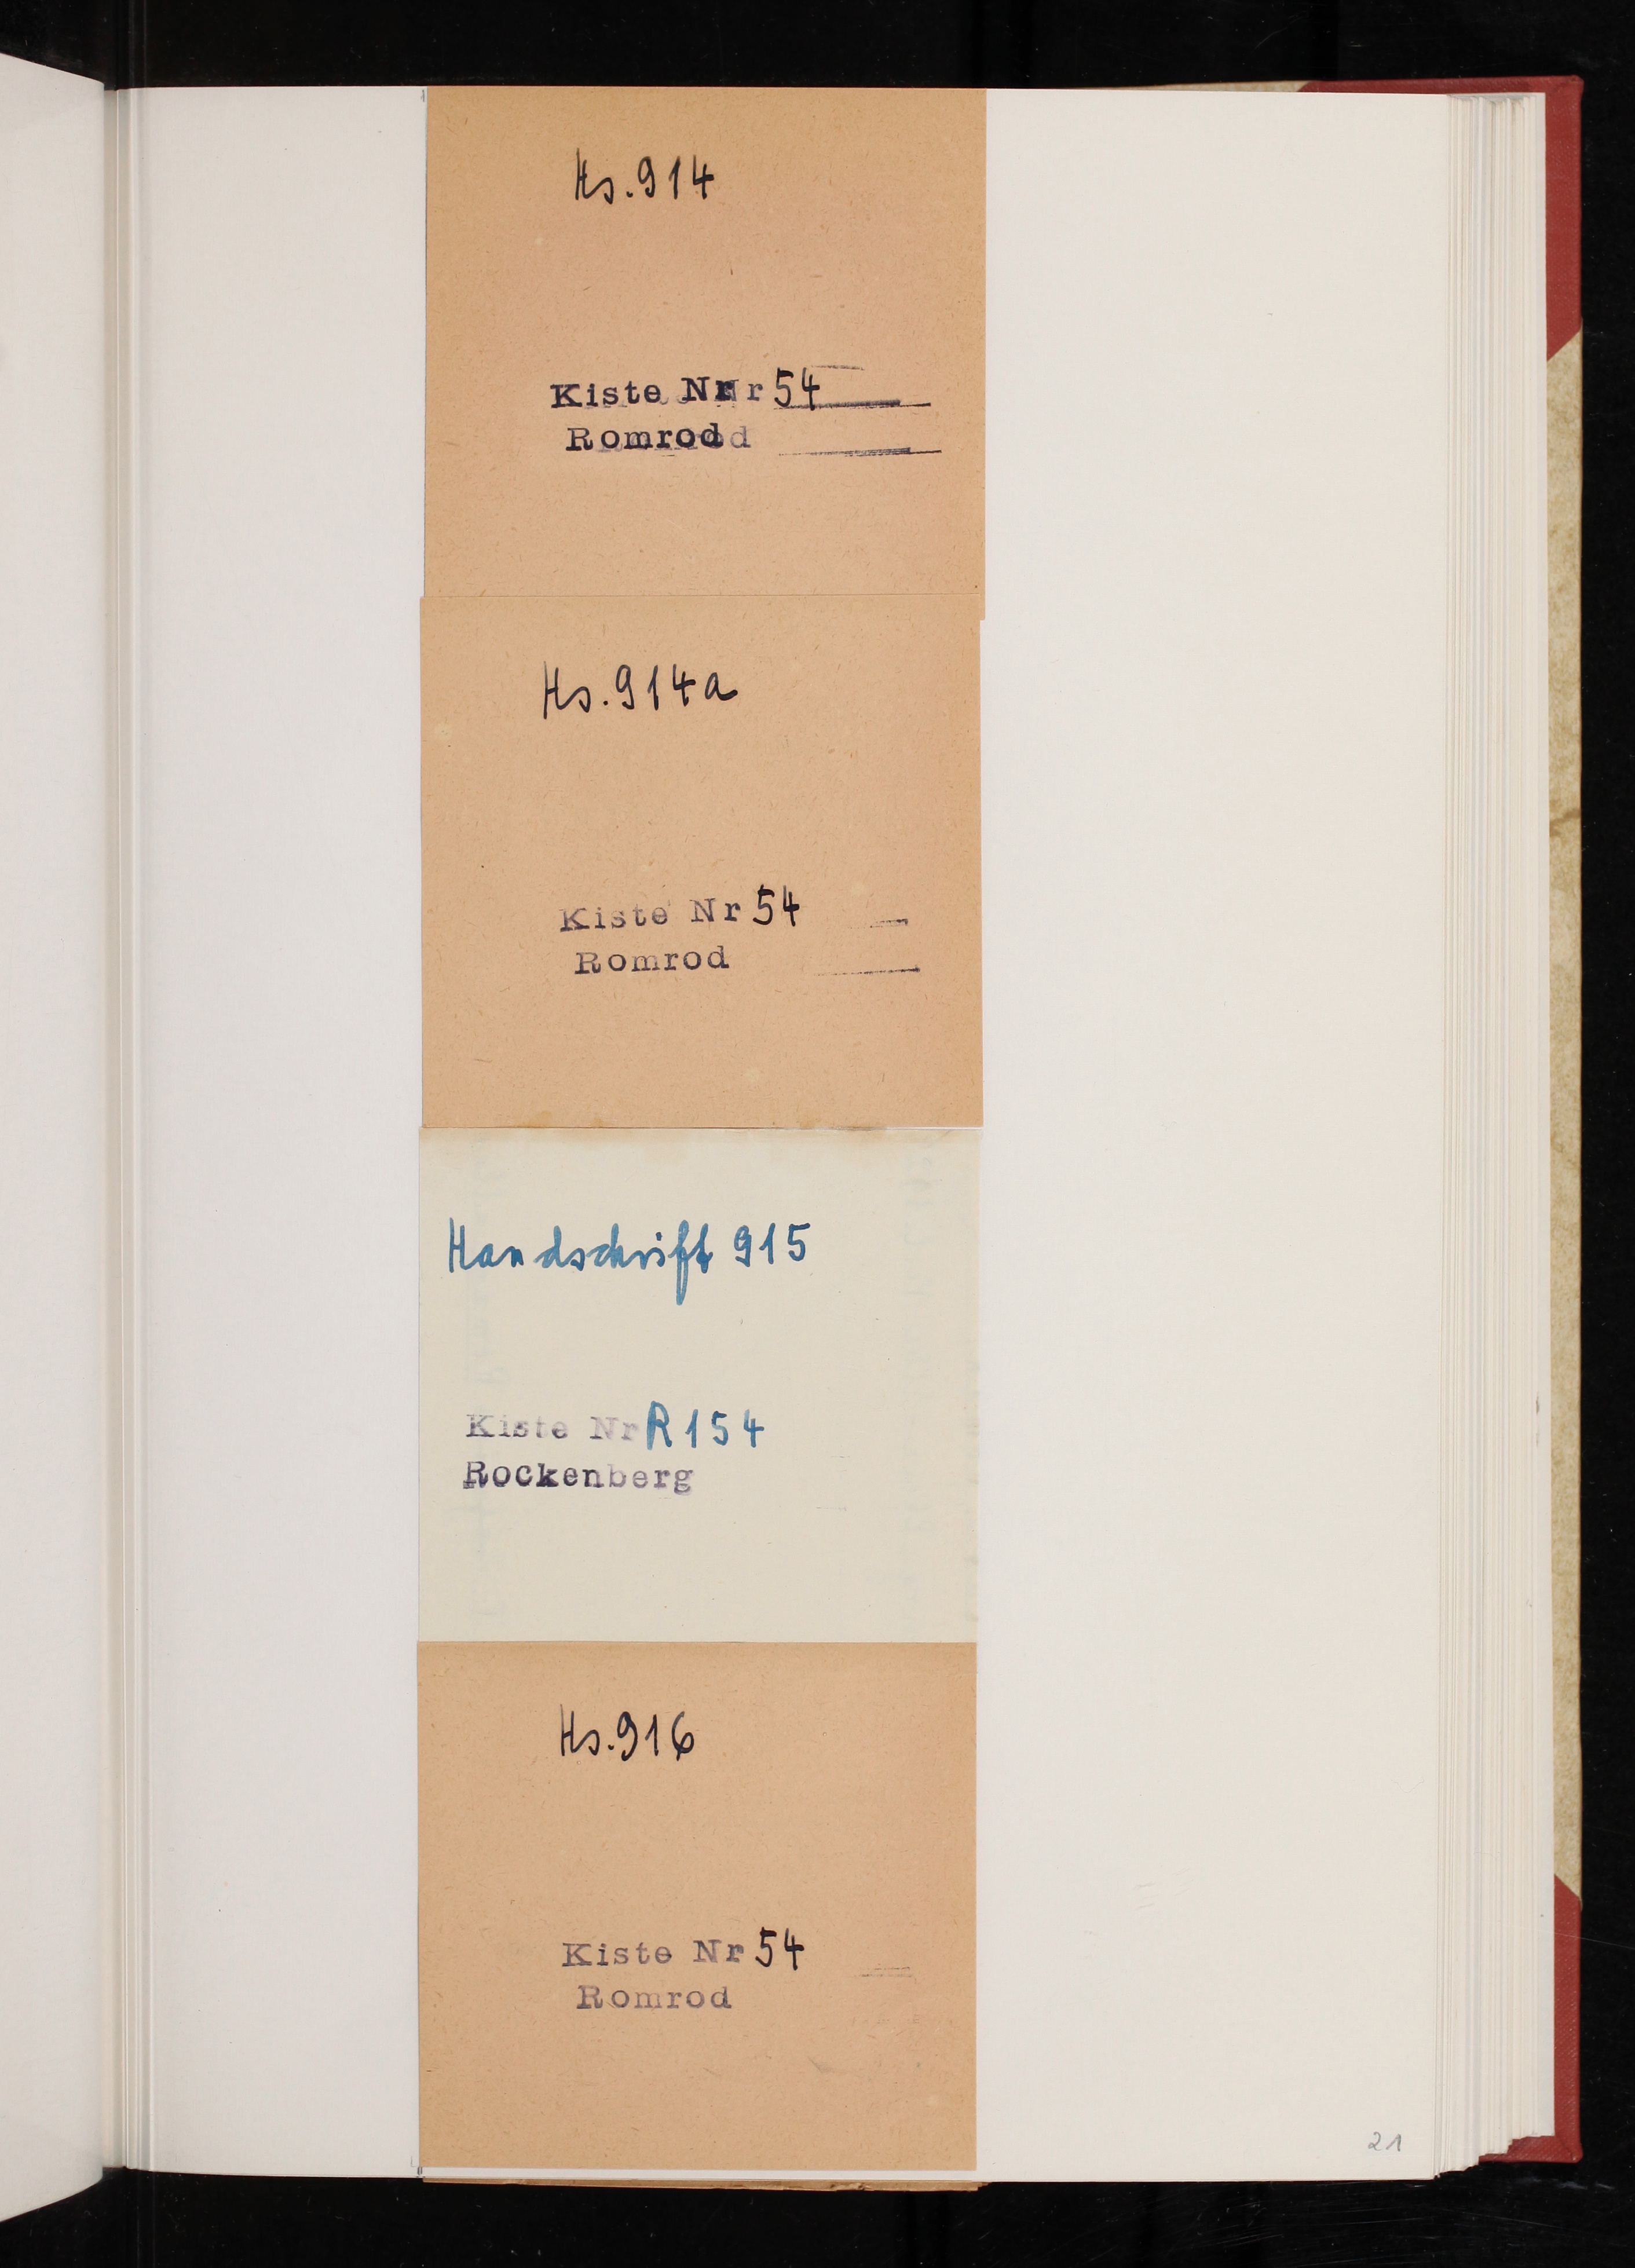 Hs. 914
Kiste Nr 54
Romrod
Hs. 914a
Kiste Nr 54
Romrod
Handschrift 915
Kiste Nr R 154
Rockenberg
Hs. 916
Kiste Nr 54
Romrod
21